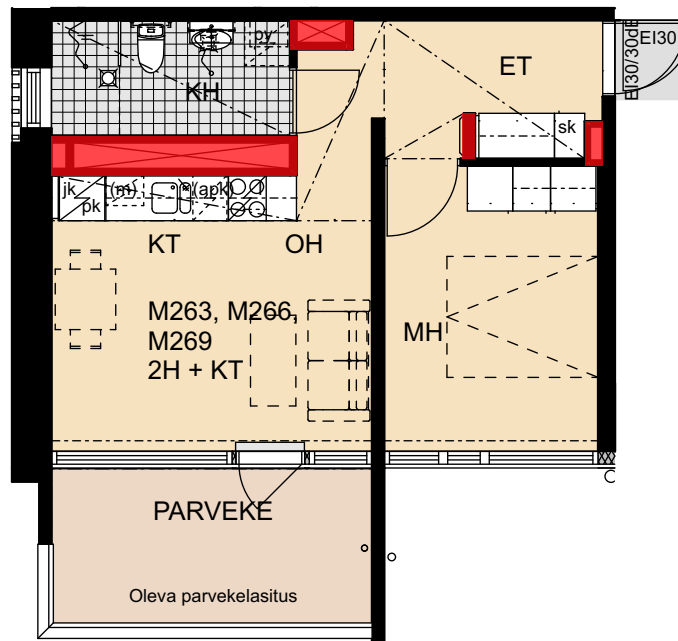 py
KH
ET
EI30/30dB
EI30
sk
jk
pk
(m)
(apk)
KT
OH
MH
M263, M266,
M269
2H + KT
PARVEKE
Oleva parvekelasitus